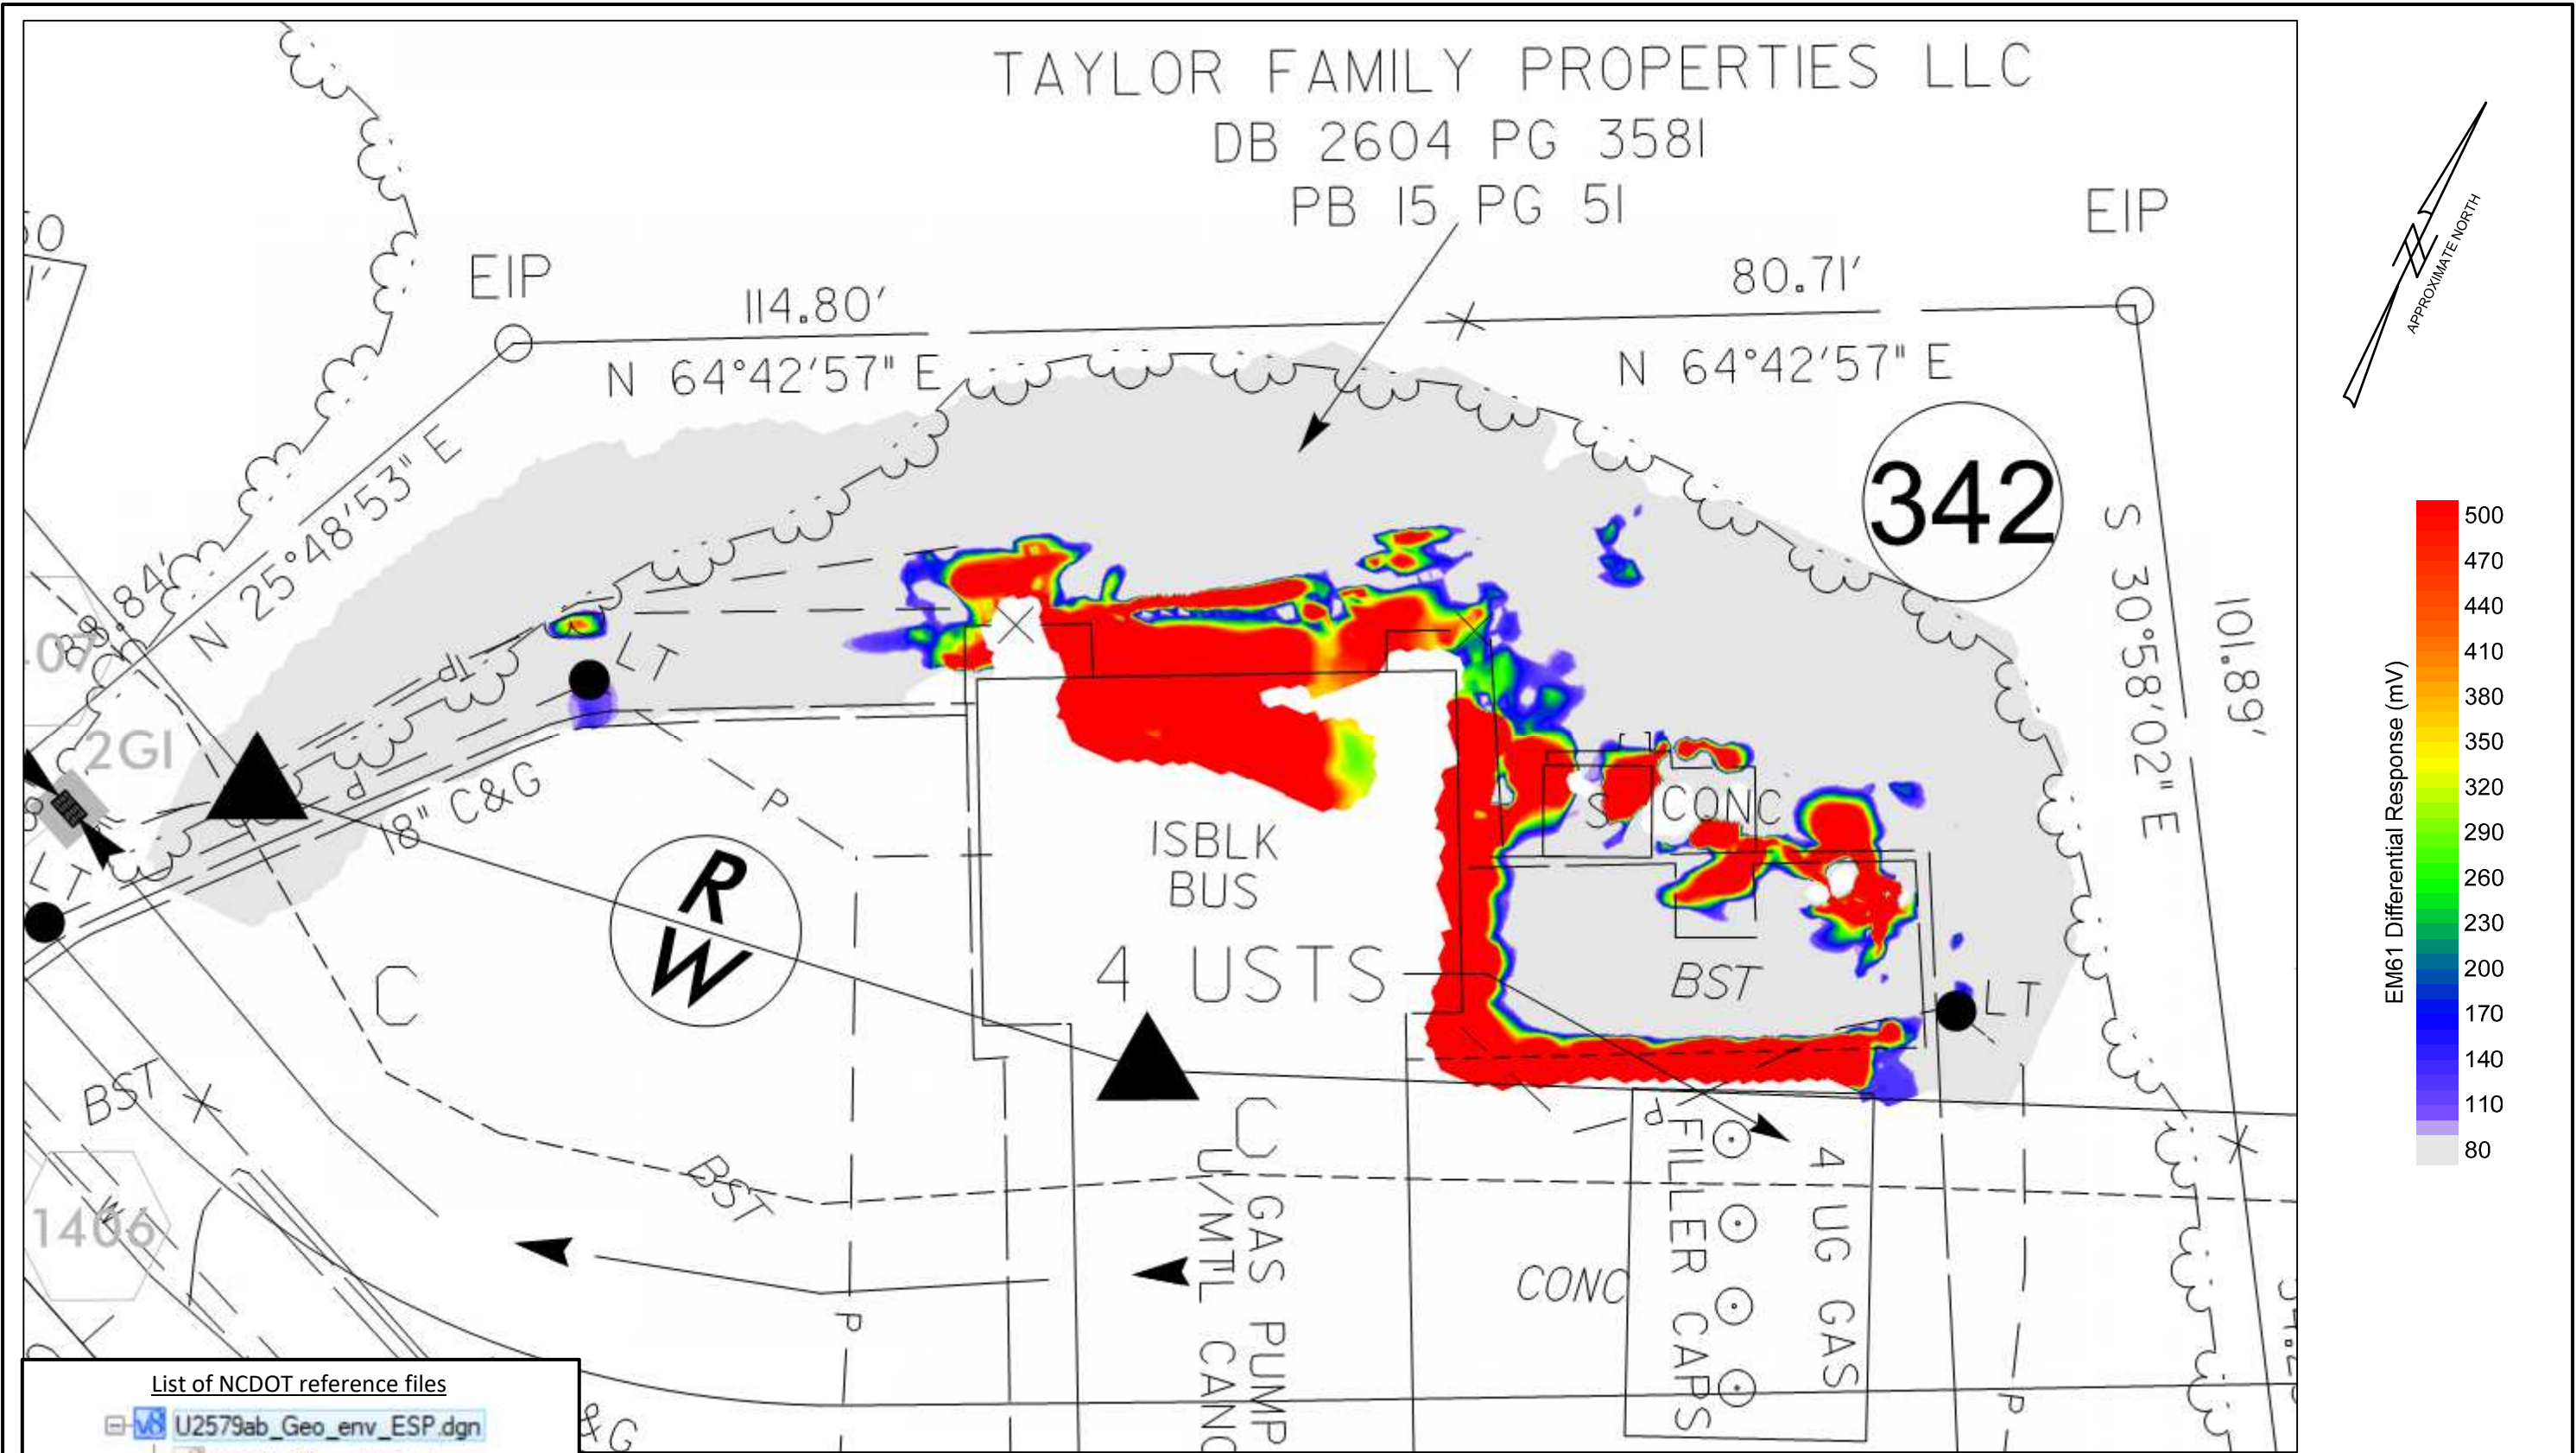 TAYLOR FAMILY PROPERTIES LLC
DB 2604 PG 3581
PB 15 PG 51
EIP
EIP
114.80'
80.71'
N 64°42'57" E
N 64°42'57" E
342
N 25°48'53" E
S 30°58'02" E
101.89'
2GI
LT
LT
LT
TP
P
18" C&G
P
R
W
C
ISBLK
BUS
4 USTS
S
CONC
BST
BST
BST
C
GAS PUMP
U/MTL CANO
P
P
CONC
FILLER CAPS
4 UG GAS
P
1406
&G
List of NCDOT reference files
U2579ab_Geo_env_ESP.dgn
APPROXIMATE NORTH
EM61 Differential Response (mV)
500
470
440
410
380
350
320
290
260
230
200
170
140
110
80